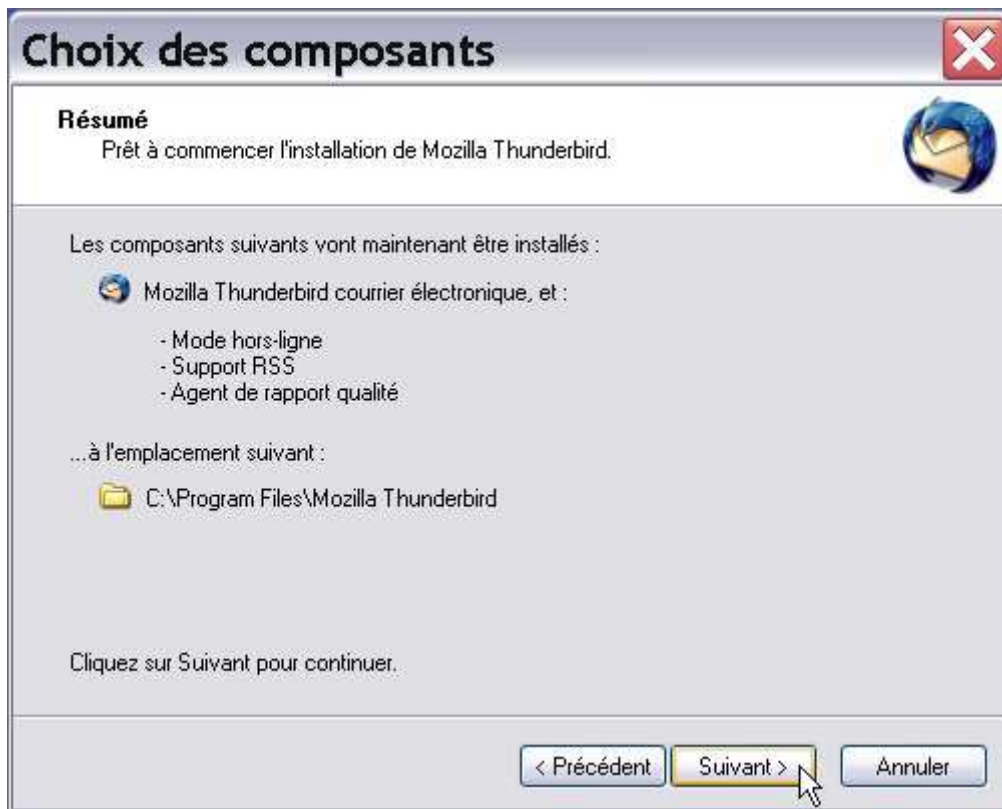 Choix des composants
Résumé
Prêt à commencer l'installation de Mozilla Thunderbird.
Les composants suivants vont maintenant être installés :
Mozilla Thunderbird courrier électronique, et :
- Mode hors-ligne
- Support RSS
- Agent de rapport qualité
...à l'emplacement suivant :
C:\Program Files\Mozilla Thunderbird
Cliquez sur Suivant pour continuer.
< Précédent
Suivant >
Annuler